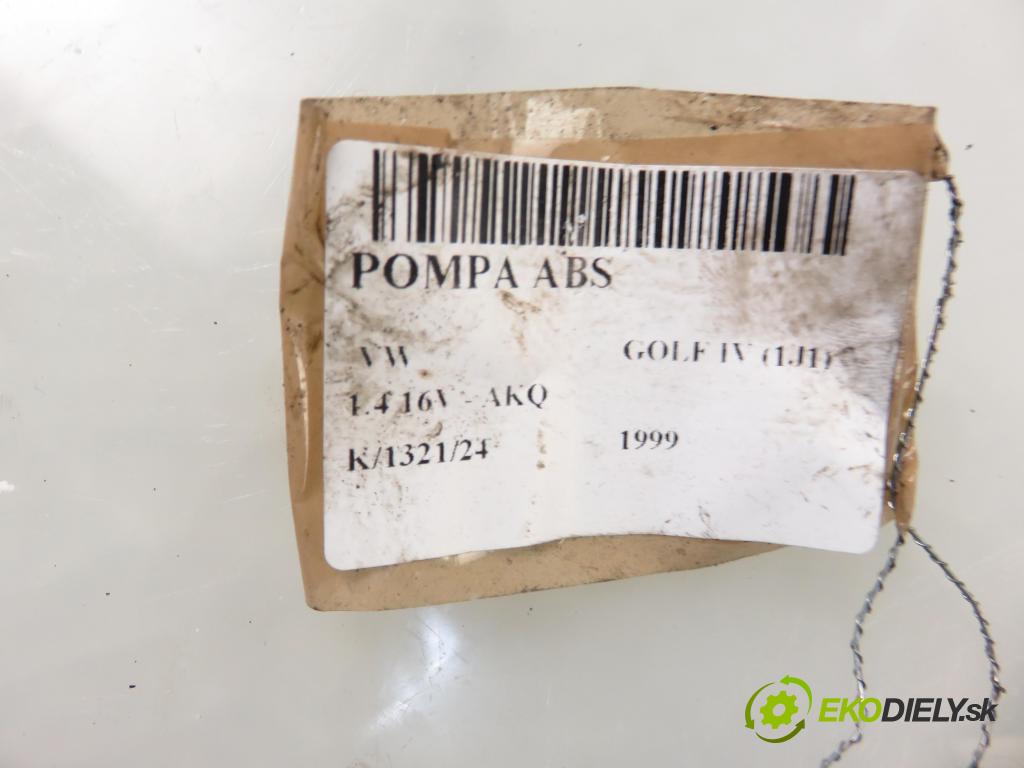 POMPA ABS
VW GOLF IV (1J1)
1.4 16V - AKQ
K/1321/24 1999
EKODIELY.sk